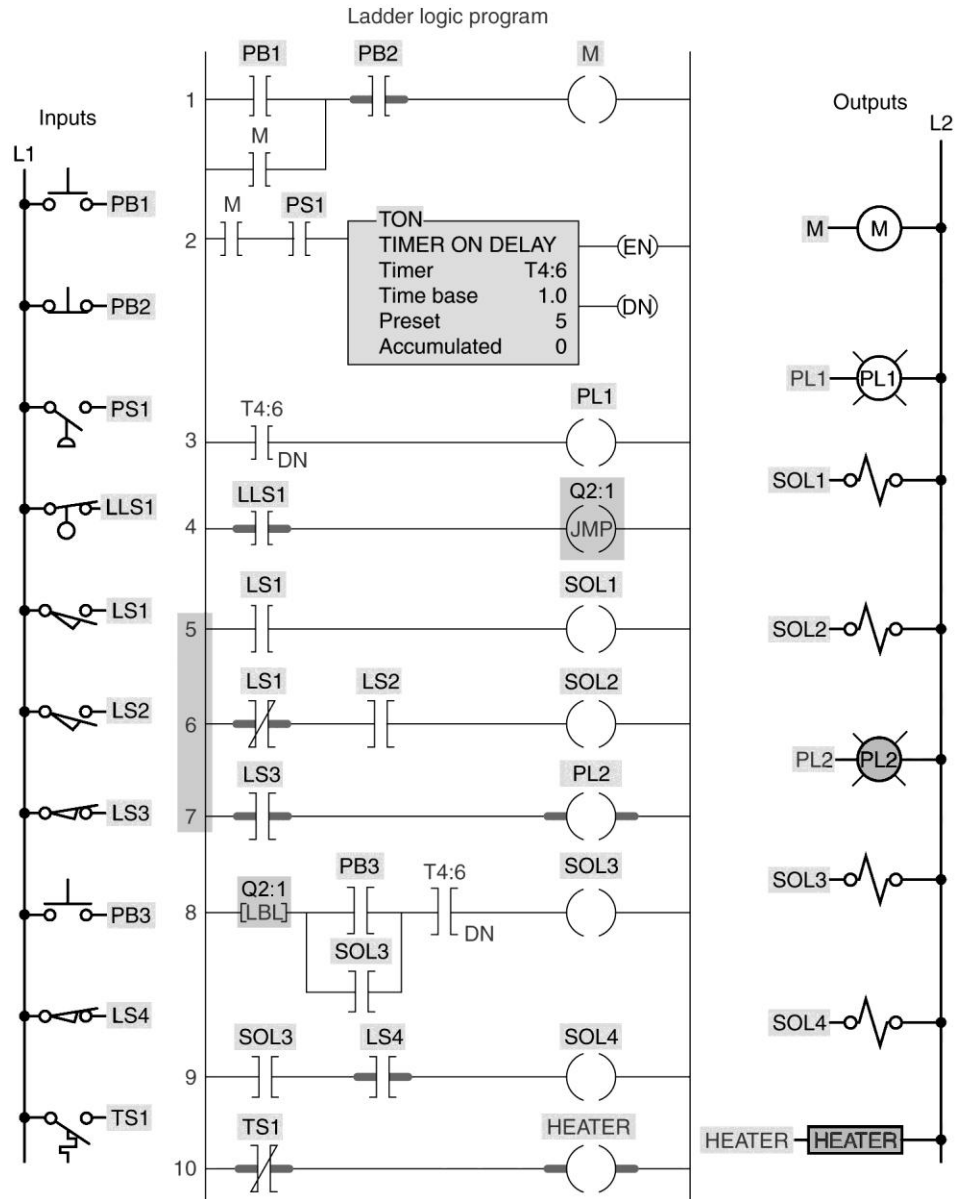 Ladder logic program
Inputs
L1
PB1
PB2
PS1
LLS1
LS1
LS2
LS3
PB3
LS4
TS1
PB1 PB2 M
1
M
M PS1
2
TON
TIMER ON DELAY
Timer T4:6
Time base 1.0
Preset 5
Accumulated 0
EN
DN
T4:6 PL1
3
DN
LLS1 Q2:1
4 JMP
LS1 SOL1
5
LS1 LS2 SOL2
6
LS3 PL2
7
Q2:1 PB3 T4:6 SOL3
8 [LBL] DN
SOL3
SOL3 LS4 SOL4
9
TS1 HEATER
10
Outputs
L2
M M
PL1 PL1
SOL1
SOL2
PL2 PL2
SOL3
SOL4
HEATER HEATER